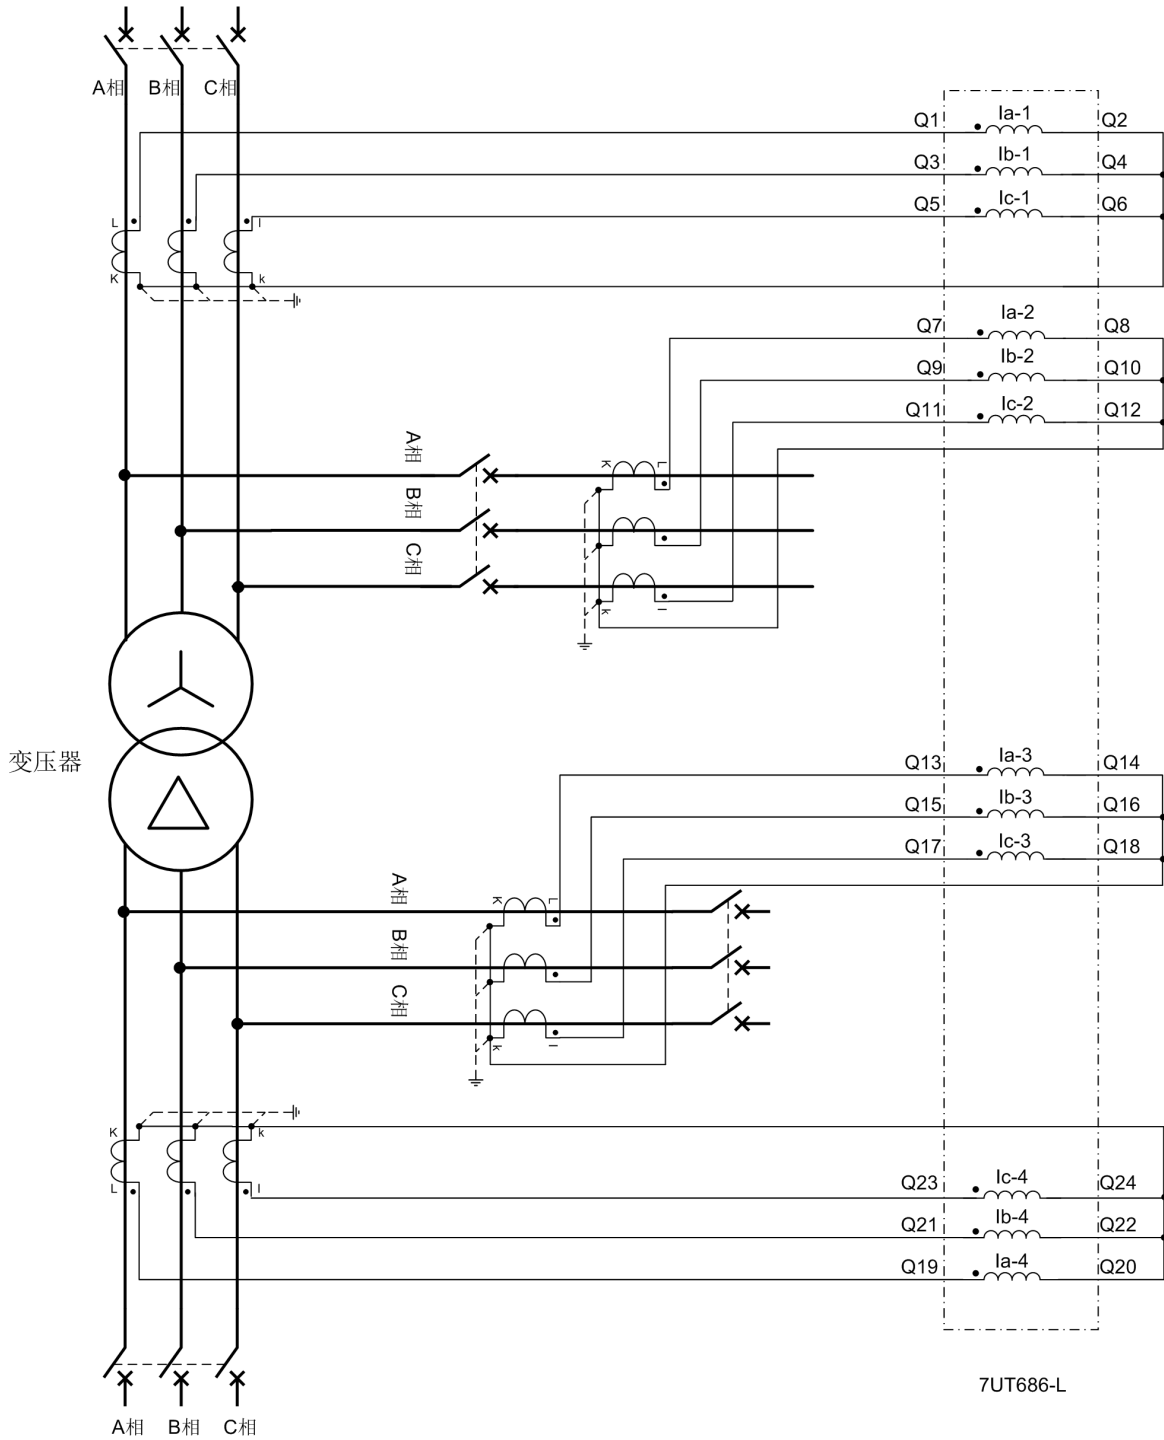 A相 B相 C相
Q1 Ia-1 Q2
Q3 Ib-1 Q4
Q5 Ic-1 Q6
L l
K k
Q7 Ia-2 Q8
Q9 Ib-2 Q10
Q11 Ic-2 Q12
A相 K L
B相
C相
k l
变压器
Q13 Ia-3 Q14
Q15 Ib-3 Q16
Q17 Ic-3 Q18
A相 K L
B相
C相
k l
K k
L l
Q23 Ic-4 Q24
Q21 Ib-4 Q22
Q19 Ia-4 Q20
7UT686-L
A相 B相 C相